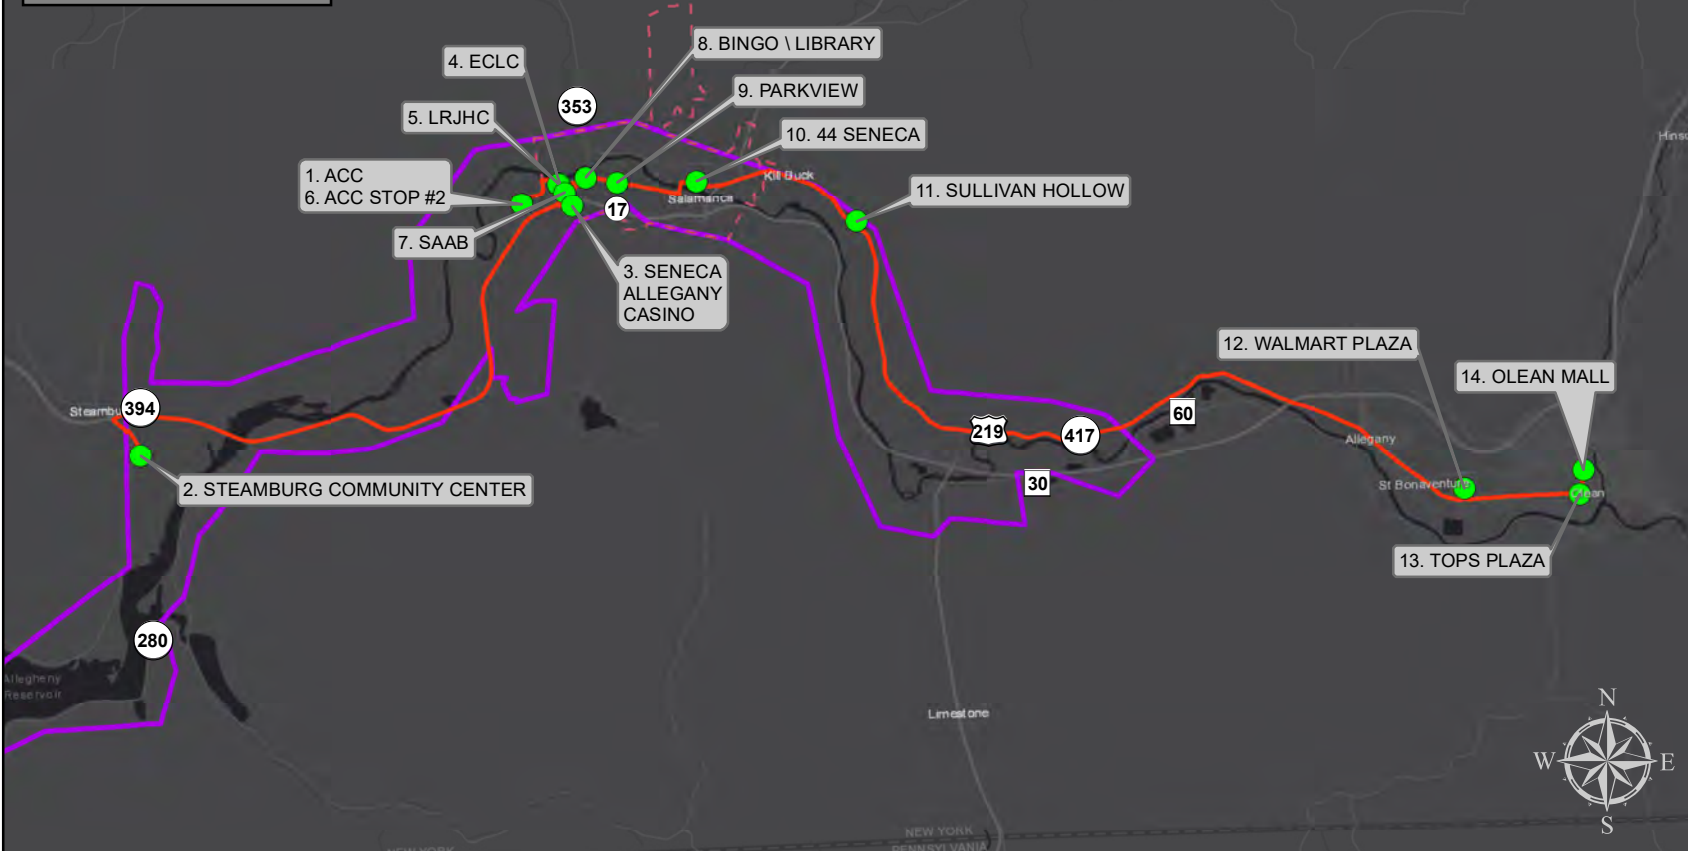 8. BINGO \ LIBRARY
4. ECLC
9. PARKVIEW
353
5. LRJHC
10. 44 SENECA
Kill Buck
1. ACC
6. ACC STOP #2
11. SULLIVAN HOLLOW
Salamanca
17
7. SAAB
3. SENECA
ALLEGANY
CASINO
12. WALMART PLAZA
14. OLEAN MALL
394
60
219
417
Allegany
30
St Bonaventure
Olean
2. STEAMBURG COMMUNITY CENTER
13. TOPS PLAZA
280
Allegheny
Reservoir
Limestone
N
W
E
S
NEW YORK
PENNSYLVANIA